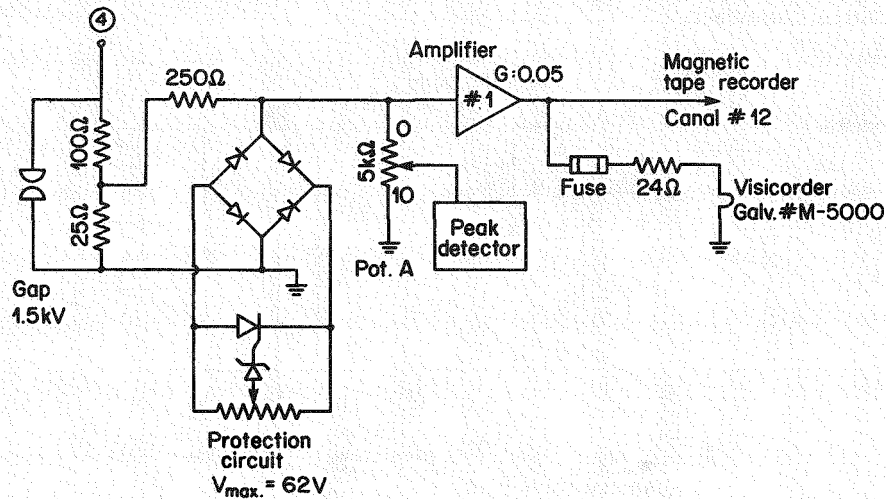 4
250Ω
100Ω
25Ω
Gap
1.5kV
Amplifier
G:0.05
#1
Magnetic
tape recorder
Canal #12
0
5kΩ
10
Pot. A
Peak
detector
Fuse
24Ω
Visicorder
Galv.#M-5000
Protection
circuit
Vmax. = 62V